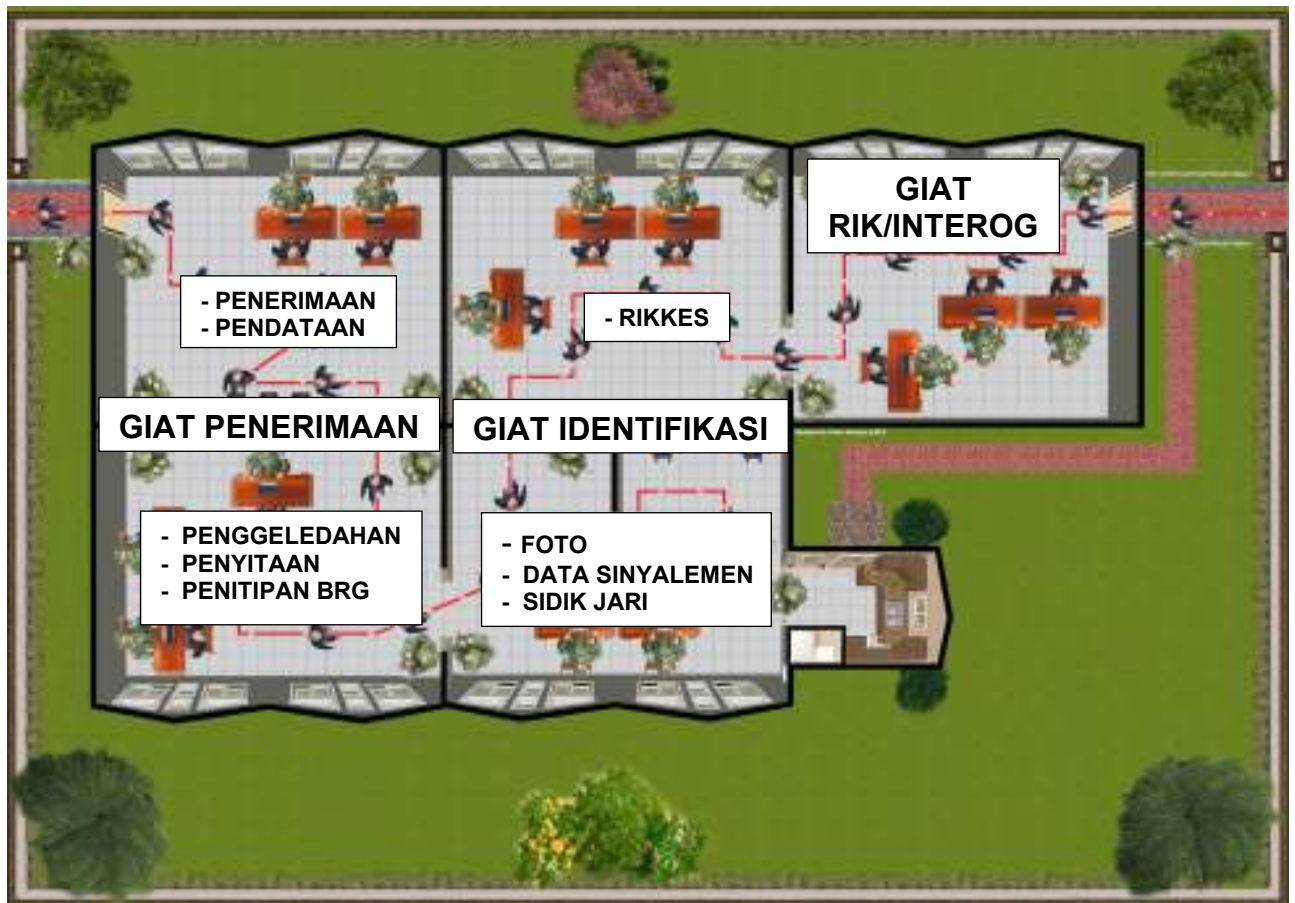 GIAT
RIK/INTEROG
- PENERIMAAN
- PENDATAAN
- RIKKES
GIAT PENERIMAAN
GIAT IDENTIFIKASI
- PENGGELEDAHAN
- PENYITAAN
- PENITIPAN BRG
- FOTO
- DATA SINYALEMEN
- SIDIK JARI